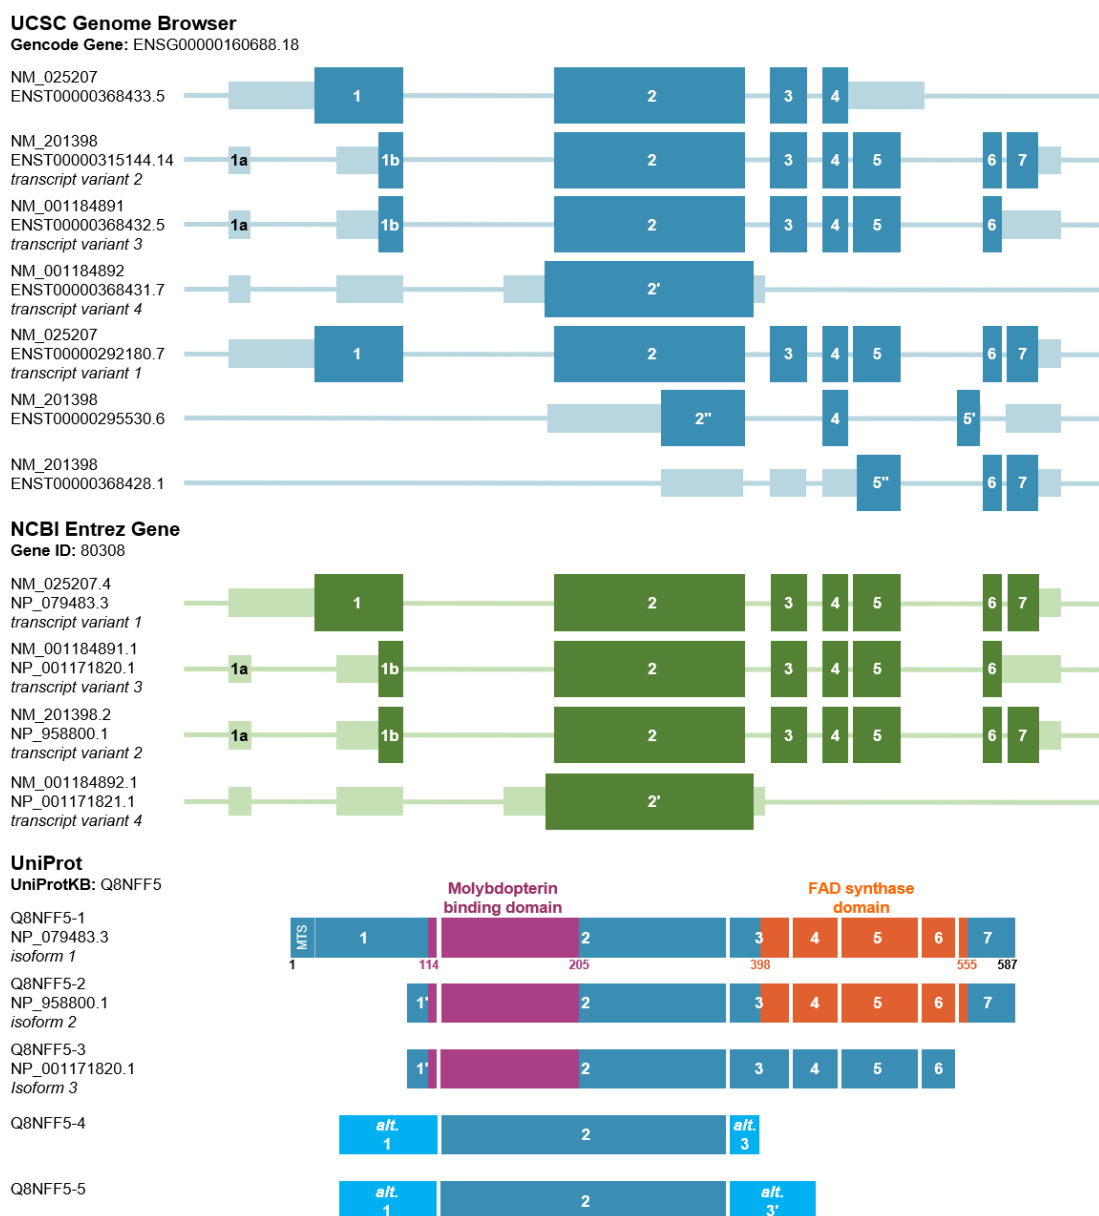 UCSC Genome Browser
Gencode Gene: ENSG00000160688.18
NM_025207
ENST00000368433.5
1 2 3 4
NM_201398
ENST00000315144.14
transcript variant 2
1a 1b 2 3 4 5 6 7
NM_001184891
ENST00000368432.5
transcript variant 3
1a 1b 2 3 4 5 6
NM_001184892
ENST00000368431.7
transcript variant 4
2'
NM_025207
ENST00000292180.7
transcript variant 1
1 2 3 4 5 6 7
NM_201398
ENST00000295530.6
2" 4 5'
NM_201398
ENST00000368428.1
5" 6 7
NCBI Entrez Gene
Gene ID: 80308
NM_025207.4
NP_079483.3
transcript variant 1
1 2 3 4 5 6 7
NM_001184891.1
NP_001171820.1
transcript variant 3
1a 1b 2 3 4 5 6
NM_201398.2
NP_958800.1
transcript variant 2
1a 1b 2 3 4 5 6 7
NM_001184892.1
NP_001171821.1
transcript variant 4
2'
UniProt
UniProtKB: Q8NFF5
Molybdopterin
binding domain
FAD synthase
domain
Q8NFF5-1
NP_079483.3
isoform 1
MTS 1 2 3 4 5 6 7
1 114 205 398 555 587
Q8NFF5-2
NP_958800.1
isoform 2
1' 2 3 4 5 6 7
Q8NFF5-3
NP_001171820.1
Isoform 3
1' 2 3 4 5 6
Q8NFF5-4
alt.
1
2
alt.
3
Q8NFF5-5
alt.
1
2
alt.
3'